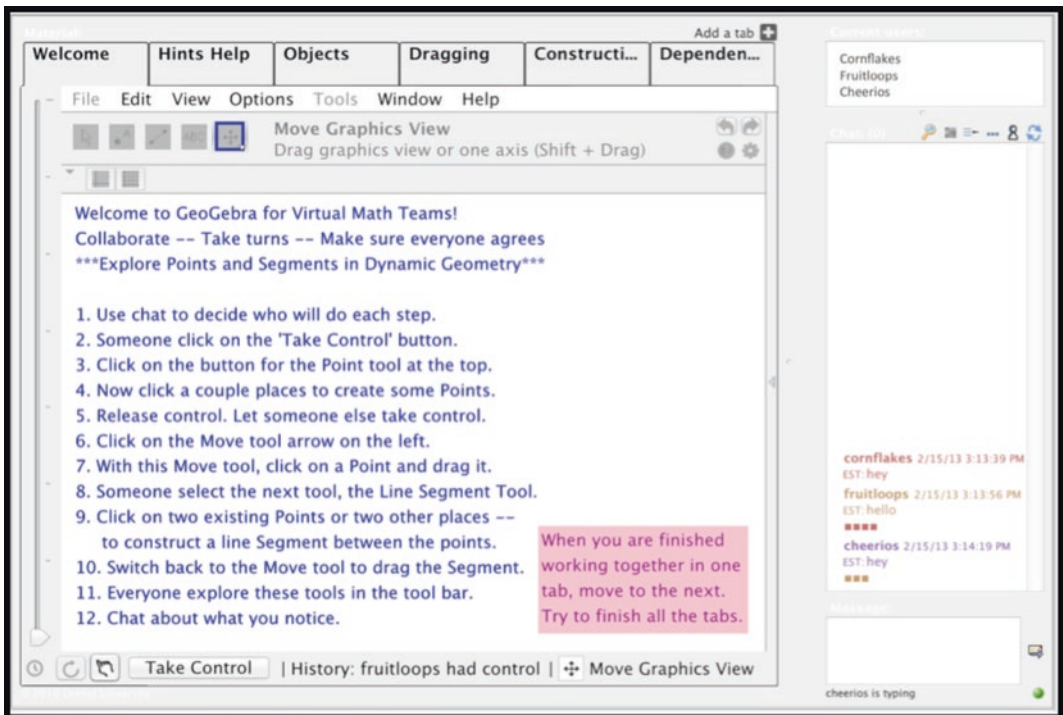 Material:
Add a tab
Current users:
Welcome
Hints Help
Objects
Dragging
Constructi...
Dependen...
Cornflakes
Fruitloops
Cheerios
File Edit View Options Tools Window Help
ABC
Move Graphics View
Drag graphics view or one axis (Shift + Drag)
Chat: (0)
Welcome to GeoGebra for Virtual Math Teams!
Collaborate -- Take turns -- Make sure everyone agrees
***Explore Points and Segments in Dynamic Geometry***
1. Use chat to decide who will do each step.
2. Someone click on the 'Take Control' button.
3. Click on the button for the Point tool at the top.
4. Now click a couple places to create some Points.
5. Release control. Let someone else take control.
6. Click on the Move tool arrow on the left.
7. With this Move tool, click on a Point and drag it.
8. Someone select the next tool, the Line Segment Tool.
9. Click on two existing Points or two other places --
to construct a line Segment between the points.
10. Switch back to the Move tool to drag the Segment.
11. Everyone explore these tools in the tool bar.
12. Chat about what you notice.
When you are finished
working together in one
tab, move to the next.
Try to finish all the tabs.
cornflakes 2/15/13 3:13:39 PM
EST: hey
fruitloops 2/15/13 3:13:56 PM
EST: hello
cheerios 2/15/13 3:14:19 PM
EST: hey
Message:
Take Control | History: fruitloops had control | Move Graphics View
cheerios is typing